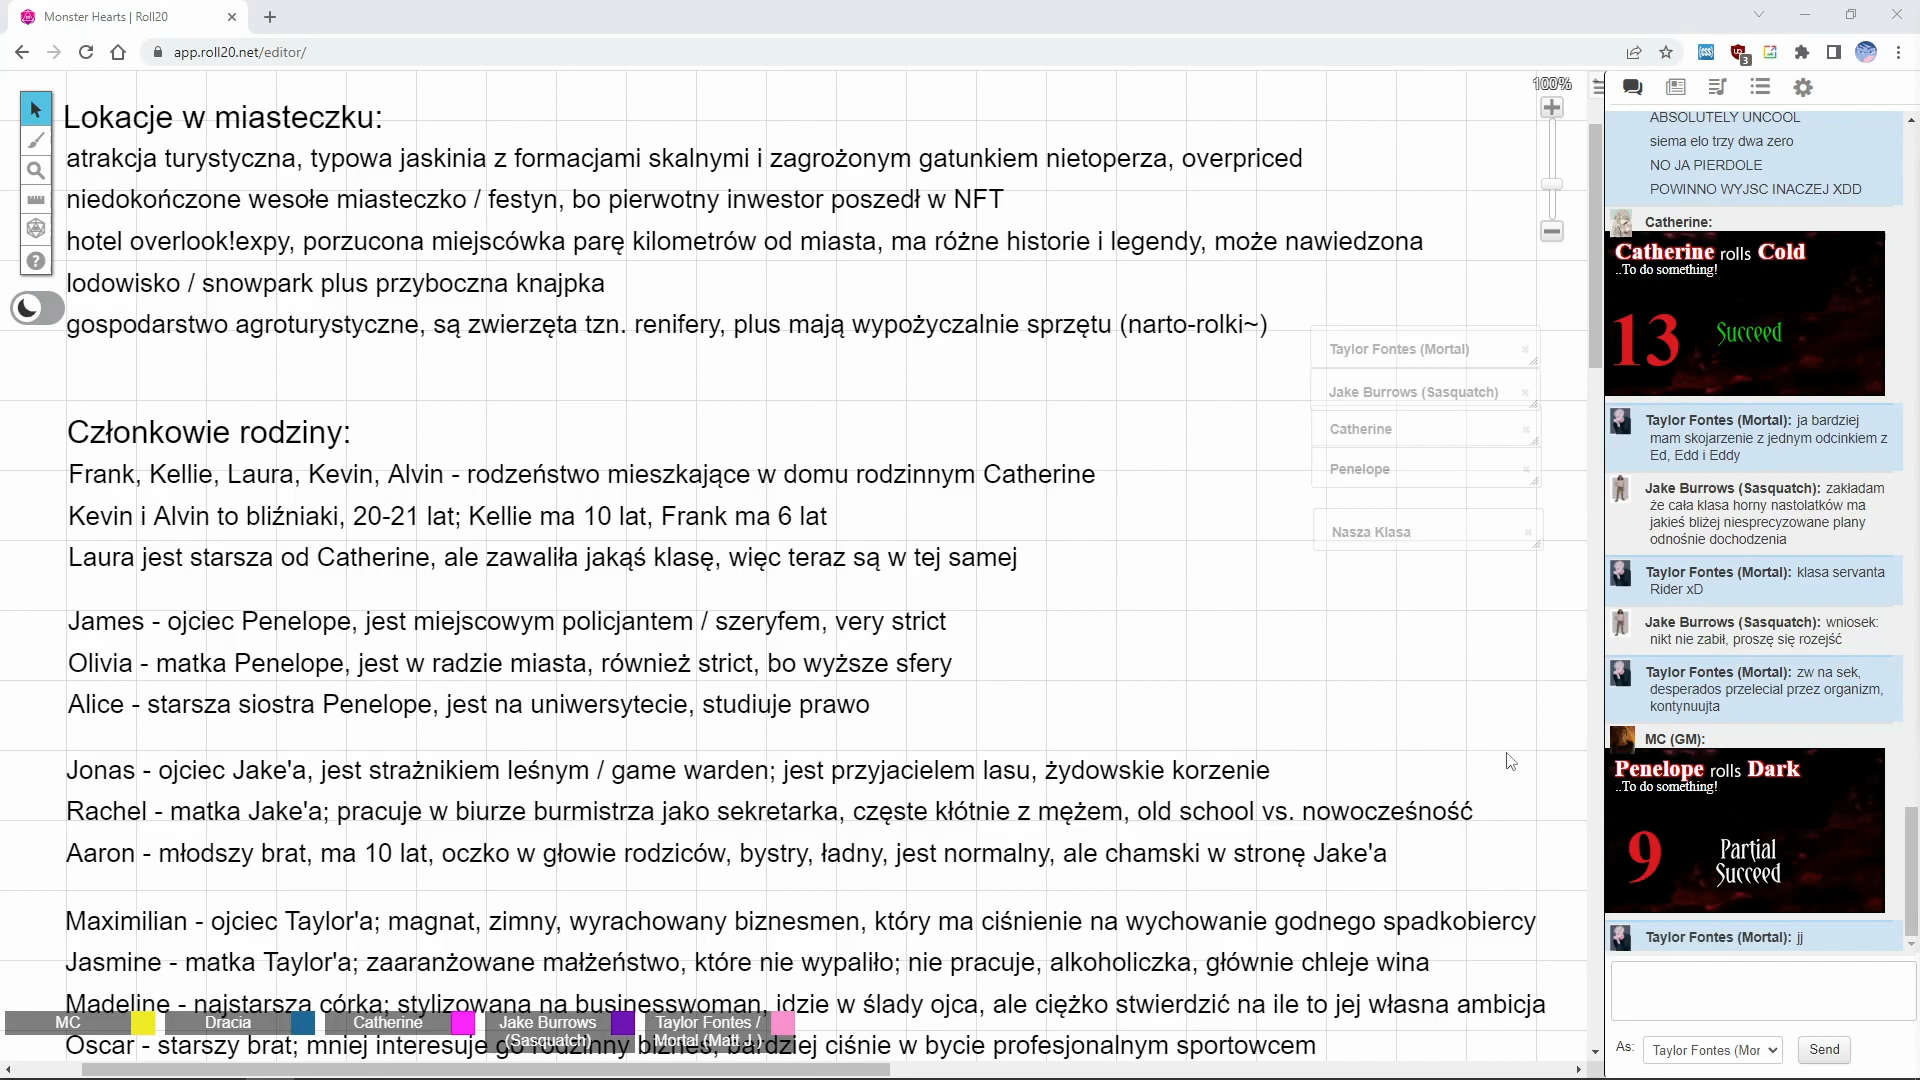 Monster Hearts | Roll20
app.roll20.net/editor/
3
100%
Lokacje w miasteczku:
atrakcja turystyczna, typowa jaskinia z formacjami skalnymi i zagrożonym gatunkiem nietoperza, overpriced
niedokończone wesołe miasteczko / festyn, bo pierwotny inwestor poszedł w NFT
hotel overlook!expy, porzucona miejscówka parę kilometrów od miasta, ma różne historie i legendy, może nawiedzona
lodowisko / snowpark plus przyboczna knajpka
gospodarstwo agroturystyczne, są zwierzęta tzn. renifery, plus mają wypożyczalnie sprzętu (narto-rolki~)
Członkowie rodziny:
Frank, Kellie, Laura, Kevin, Alvin - rodzeństwo mieszkające w domu rodzinnym Catherine
Kevin i Alvin to bliźniaki, 20-21 lat; Kellie ma 10 lat, Frank ma 6 lat
Laura jest starsza od Catherine, ale zawaliła jakąś klasę, więc teraz są w tej samej
James - ojciec Penelope, jest miejscowym policjantem / szeryfem, very strict
Olivia - matka Penelope, jest w radzie miasta, również strict, bo wyższe sfery
Alice - starsza siostra Penelope, jest na uniwersytecie, studiuje prawo
Jonas - ojciec Jake'a, jest strażnikiem leśnym / game warden; jest przyjacielem lasu, żydowskie korzenie
Rachel - matka Jake'a; pracuje w biurze burmistrza jako sekretarka, częste kłótnie z mężem, old school vs. nowocześność
Aaron - młodszy brat, ma 10 lat, oczko w głowie rodziców, bystry, ładny, jest normalny, ale chamski w stronę Jake'a
Maximilian - ojciec Taylor'a; magnat, zimny, wyrachowany biznesmen, który ma ciśnienie na wychowanie godnego spadkobiercy
Jasmine - matka Taylor'a; zaaranżowane małżeństwo, które nie wypaliło; nie pracuje, alkoholiczka, głównie chleje wina
Madeline - najstarsza córka; stylizowana na businesswoman, idzie w ślady ojca, ale ciężko stwierdzić na ile to jej własna ambicja
Oscar - starszy brat; mniej interesuje go rodzinny biznes, bardziej ciśnie w bycie profesjonalnym sportowcem
Taylor Fontes (Mortal)
Jake Burrows (Sasquatch)
Catherine
Penelope
Nasza Klasa
MC
Dracia
Catherine
Jake Burrows
(Sasquatch)
Taylor Fontes /
Mortal (Matt J.)
ABSOLUTELY UNCOOL
siema elo trzy dwa zero
NO JA PIERDOLE
POWINNO WYJSC INACZEJ XDD
Catherine:
Catherine rolls Cold
..To do something!
13 Succeed
Taylor Fontes (Mortal): ja bardziej
mam skojarzenie z jednym odcinkiem z
Ed, Edd i Eddy
Jake Burrows (Sasquatch): zakładam
że cała klasa horny nastolatków ma
jakieś bliżej niesprecyzowane plany
odnośnie dochodzenia
Taylor Fontes (Mortal): klasa servanta
Rider xD
Jake Burrows (Sasquatch): wniosek:
nikt nie zabił, proszę się rozejść
Taylor Fontes (Mortal): zw na sek,
desperados przelecial przez organizm,
kontynuujta
MC (GM):
Penelope rolls Dark
..To do something!
9 Partial
Succeed
Taylor Fontes (Mortal): jj
As: Taylor Fontes (Mor Send